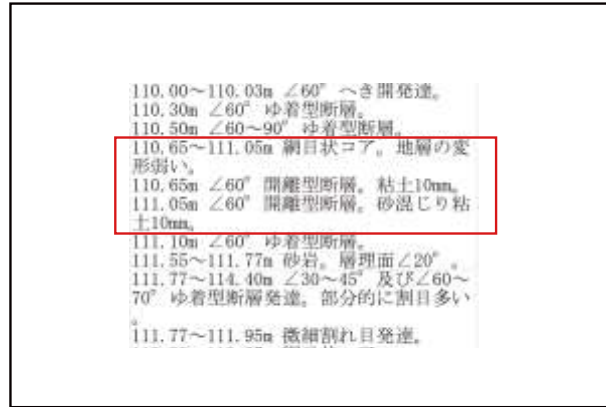 110.00～110.03m ∠60° へき開発達。
110.30m ∠60° ゆ着型断層。
110.50m ∠60～90° ゆ着型断層。
110.65～111.05m 網目状コア。地層の変
形弱い。
110.65m ∠60° 開離型断層。粘土10mm。
111.05m ∠60° 開離型断層。砂混じり粘
土10mm。
111.10m ∠60° ゆ着型断層。
111.55～111.77m 砂岩。層理面∠20° 。
111.77～114.40m ∠30～45° 及び∠60～
70° ゆ着型断層発達。部分的に割目多い
。
111.77～111.95m 微細割れ目発達。